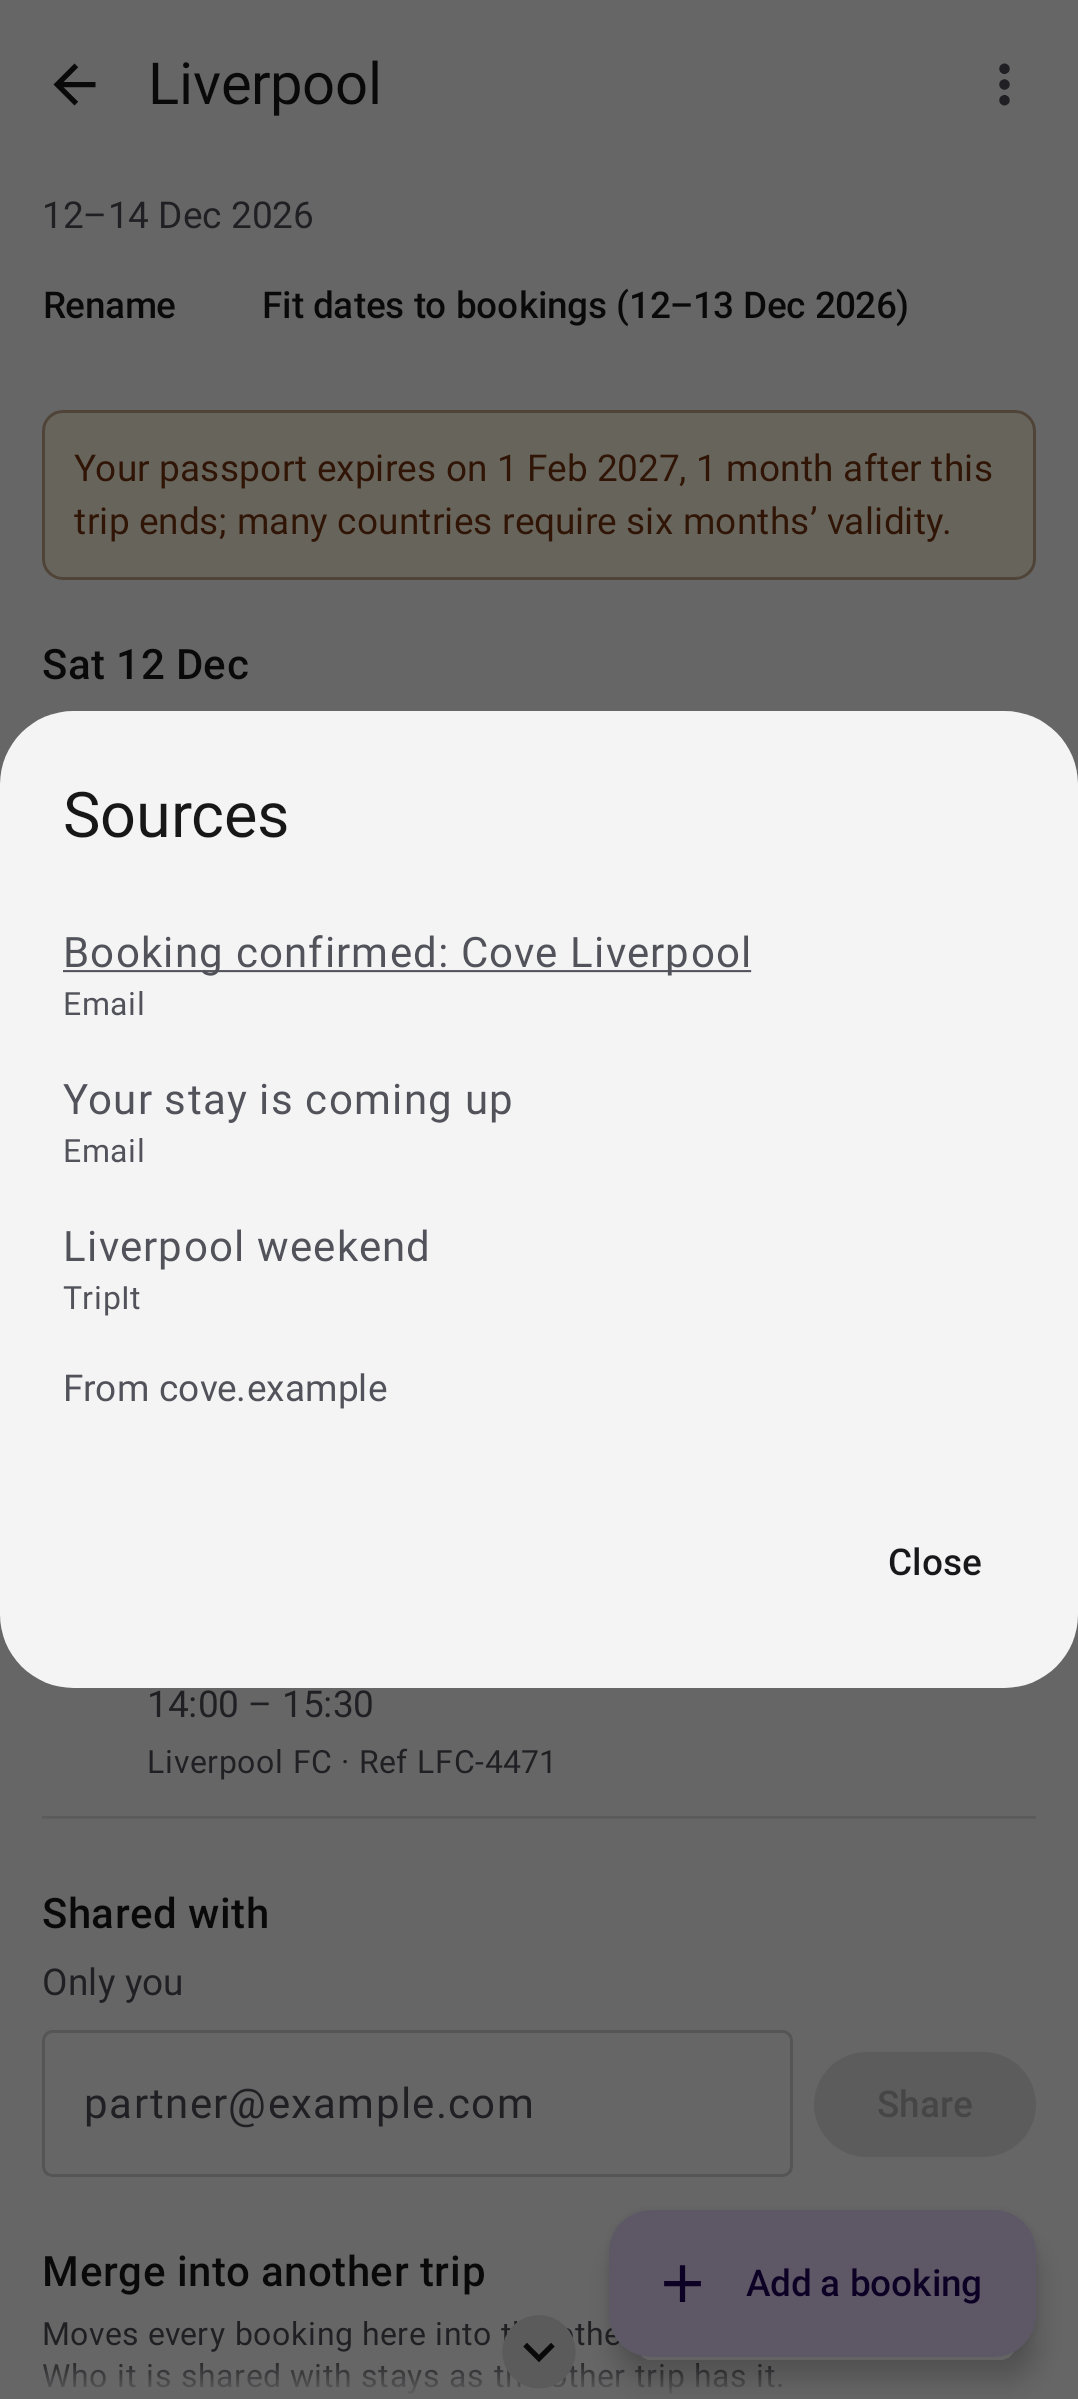 Liverpool
12–14 Dec 2026
Rename
Fit dates to bookings (12–13 Dec 2026)
Your passport expires on 1 Feb 2027, 1 month after this
trip ends; many countries require six months’ validity.
Sat 12 Dec
Sources
Booking confirmed: Cove Liverpool
Email
Your stay is coming up
Email
Liverpool weekend
TripIt
From cove.example
Close
14:00 – 15:30
Liverpool FC · Ref LFC-4471
Shared with
Only you
partner@example.com
Share
Merge into another trip
Add a booking
Moves every booking here into
Who it is shared with stays as other trip has it.